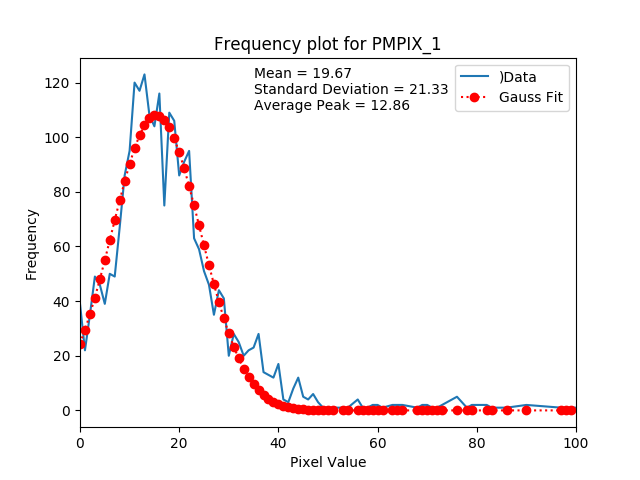 Frequency plot for PMPIX_1
Mean = 19.67
Standard Deviation = 21.33
Average Peak = 12.86
)Data
Gauss Fit
Frequency
120
100
80
60
40
20
0
0 20 40 60 80 100
Pixel Value